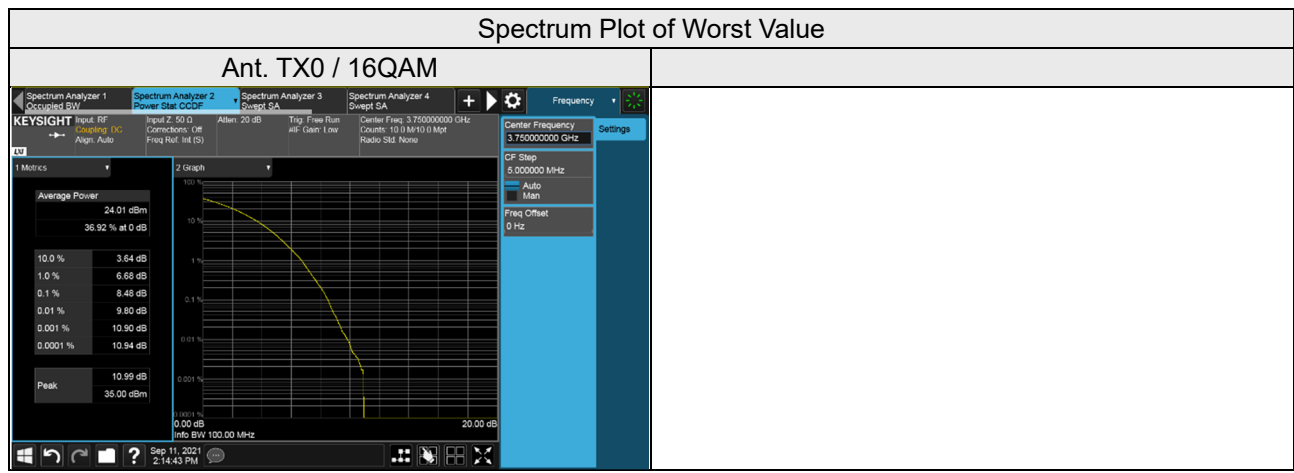 Spectrum Plot of Worst Value
Ant. TX0 / 16QAM
Spectrum Analyzer 1
Occupied BW
Spectrum Analyzer 2
Power Stat CCDF
Spectrum Analyzer 3
Swept SA
Spectrum Analyzer 4
Swept SA
+
Frequency
KEYSIGHT
Input: RF
Coupling: DC
Align: Auto
Input Z: 50 Ω
Corrections: Off
Freq Ref: Int (S)
Atten: 20 dB
Trig: Free Run
#IF Gain: Low
Center Freq: 3.750000000 GHz
Counts: 10.0 M/10.0 Mpt
Radio Std: None
LXI
Center Frequency
3.750000000 GHz
Settings
CF Step
5.000000 MHz
Auto
Man
Freq Offset
0 Hz
1 Metrics
Average Power
24.01 dBm
36.92 % at 0 dB
10.0 % 3.64 dB
1.0 % 6.68 dB
0.1 % 8.48 dB
0.01 % 9.80 dB
0.001 % 10.90 dB
0.0001 % 10.94 dB
Peak
10.99 dB
35.00 dBm
2 Graph
100 %
10 %
1 %
0.1 %
0.01 %
0.001 %
0.0001 %
0.00 dB
20.00 dB
Info BW 100.00 MHz
?
Sep 11, 2021
2:14:43 PM